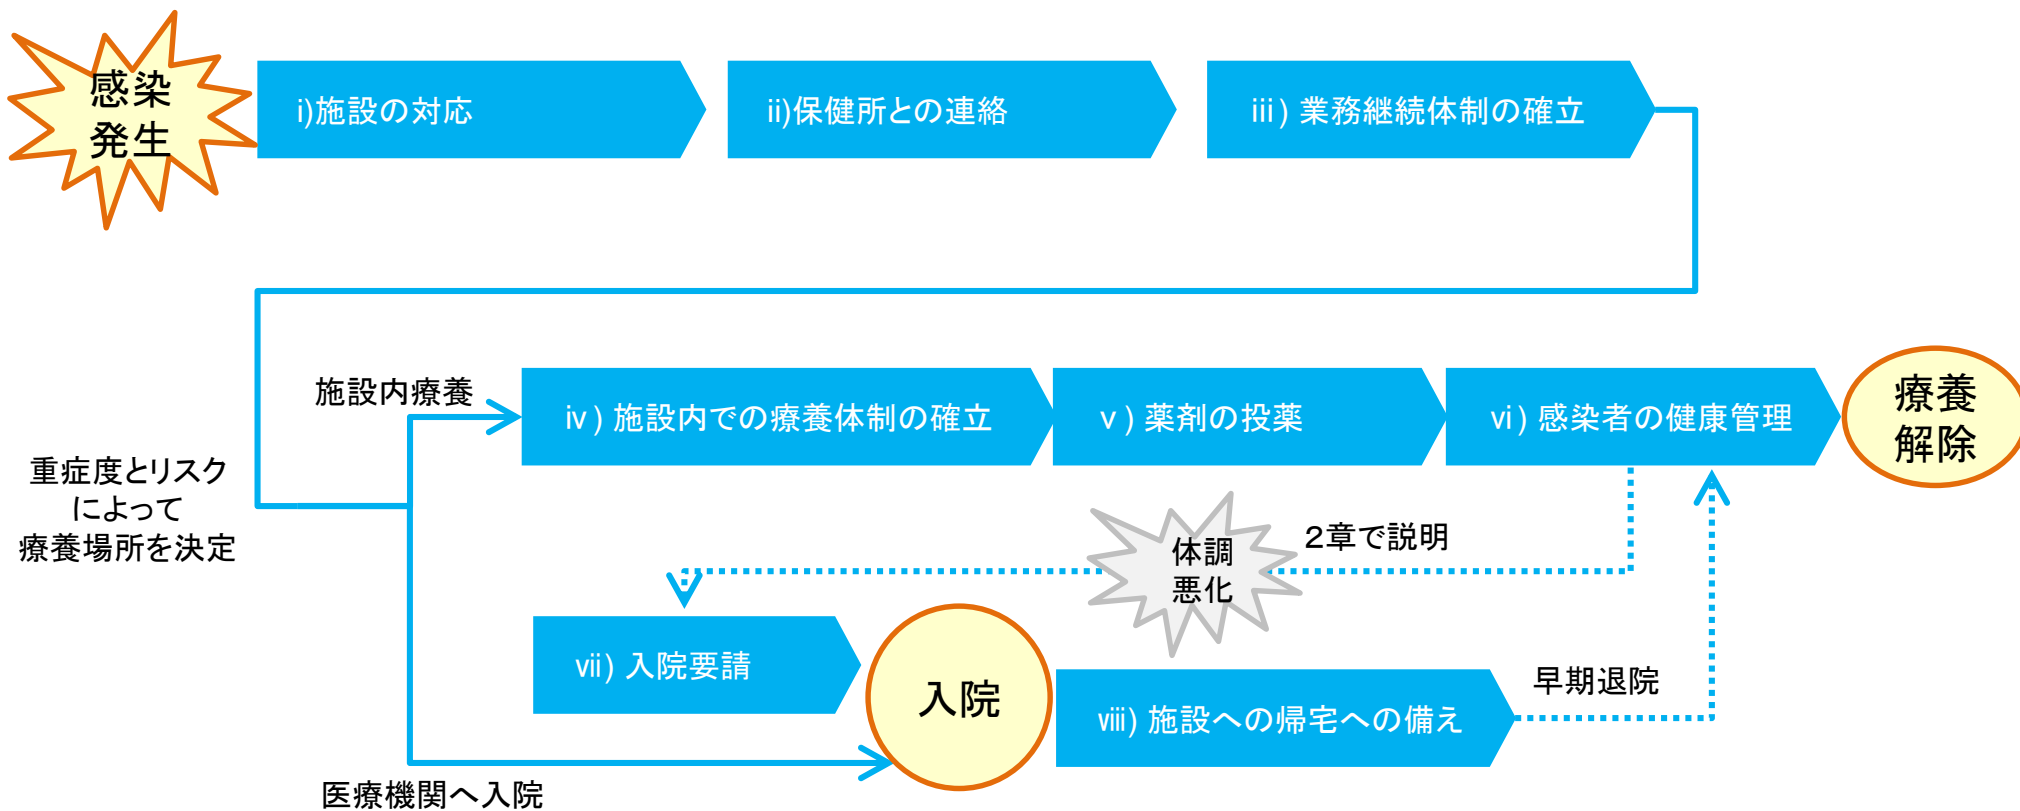 感染
発生
ⅰ)施設の対応
ⅱ)保健所との連絡
ⅲ) 業務継続体制の確立
施設内療養
ⅳ) 施設内での療養体制の確立
ⅴ) 薬剤の投薬
ⅵ) 感染者の健康管理
療養
解除
重症度とリスク
によって
療養場所を決定
体調
悪化
２章で説明
ⅶ) 入院要請
入院
ⅷ) 施設への帰宅への備え
早期退院
医療機関へ入院